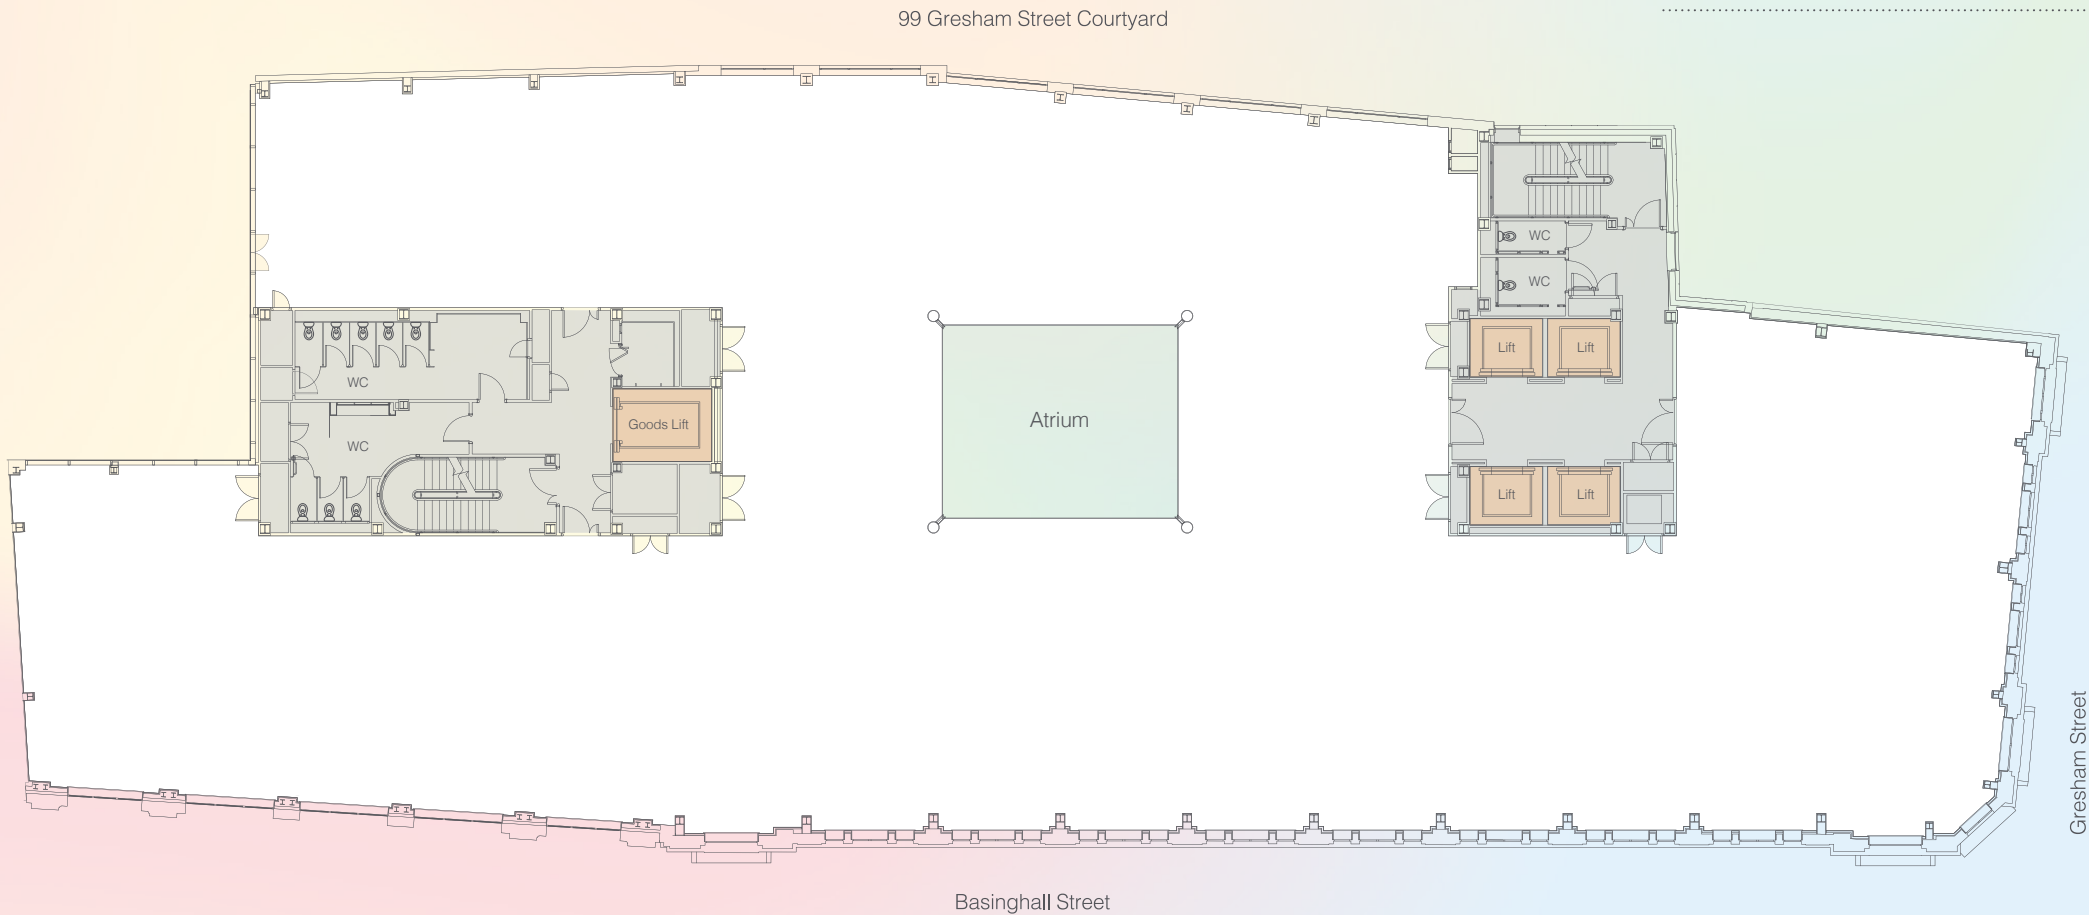 99 Gresham Street Courtyard
WC
WC
Lift
Lift
WC
Goods Lift
Atrium
WC
Lift
Lift
Gresham Street
Basinghall Street